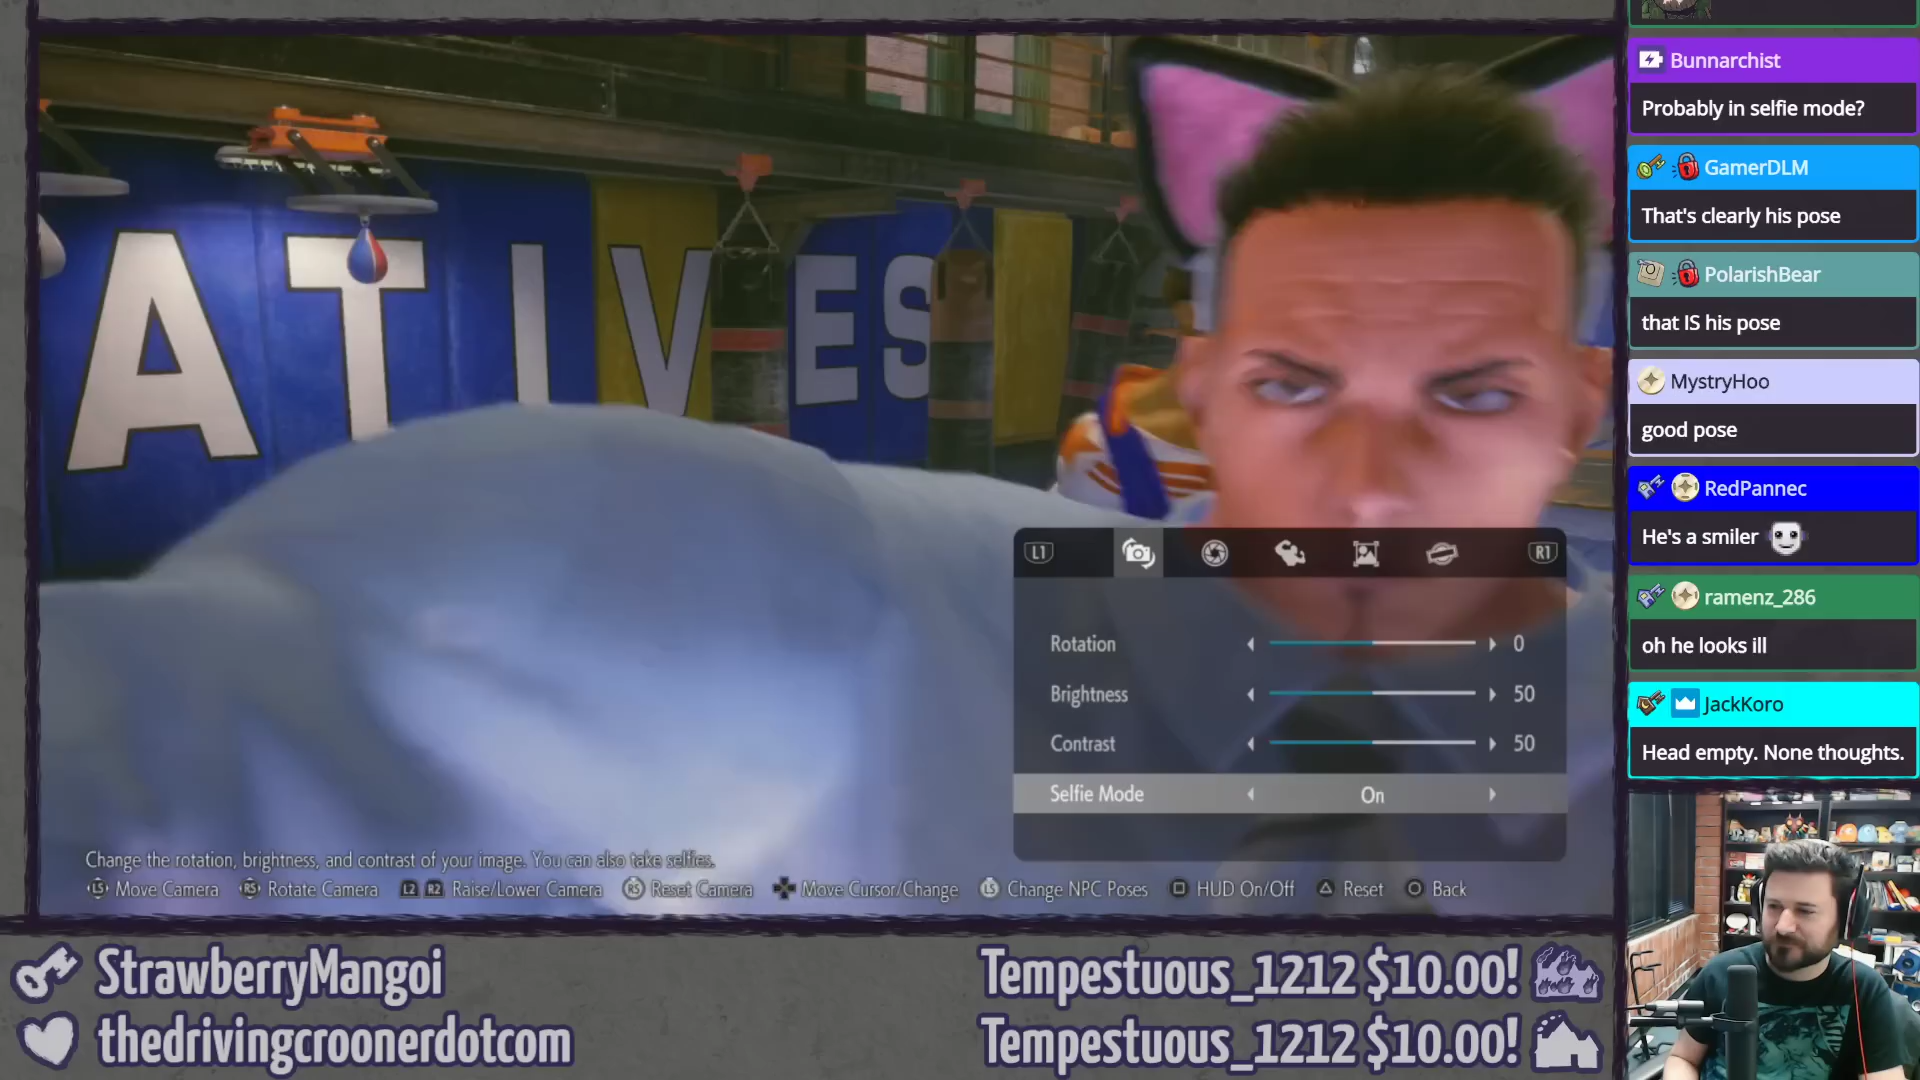 ATIVES
L1
R1
Rotation 0
Brightness 50
Contrast 50
Selfie Mode On
Change the rotation, brightness, and contrast of your image. You can also take selfies.
LS Move Camera RS Rotate Camera L2 R2 Raise/Lower Camera RS Reset Camera Move Cursor/Change LS Change NPC Poses HUD On/Off Reset Back
Bunnarchist
Probably in selfie mode?
GamerDLM
That's clearly his pose
PolarishBear
that IS his pose
MystryHoo
good pose
RedPannec
He's a smiler
ramenz_286
oh he looks ill
JackKoro
Head empty. None thoughts.
StrawberryMangoi
Tempestuous_1212 $10.00!
thedrivingcroonerdotcom
Tempestuous_1212 $10.00!